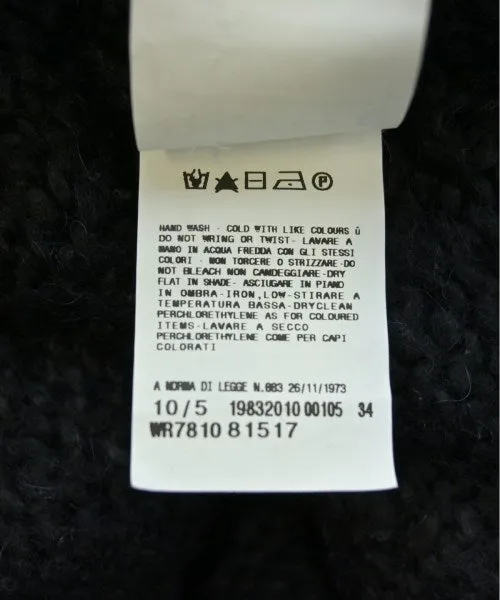 P
HAND WASH - COLD WITH LIKE COLOURS ù
DO NOT WRING OR TWIST- LAVARE A
MANO IN ACQUA FREDDA CON GLI STESSI
COLORI - NON TORCERE O STRIZZARE-DO
NOT BLEACH NON CANDEGGIARE-DRY
FLAT IN SHADE- ASCIUGARE IN PIANO
IN OMBRA-IRON,LOW-STIRARE A
TEMPERATURA BASSA-DRYCLEAN
PERCHLORETHYLENE AS FOR COLOURED
ITEMS-LAVARE A SECCO
PERCHLORETHYLENE COME PER CAPI
COLORATI
A NORMA DI LEGGE N.883 26/11/1973
10/5 19832010 00105 34
WR7810 81517